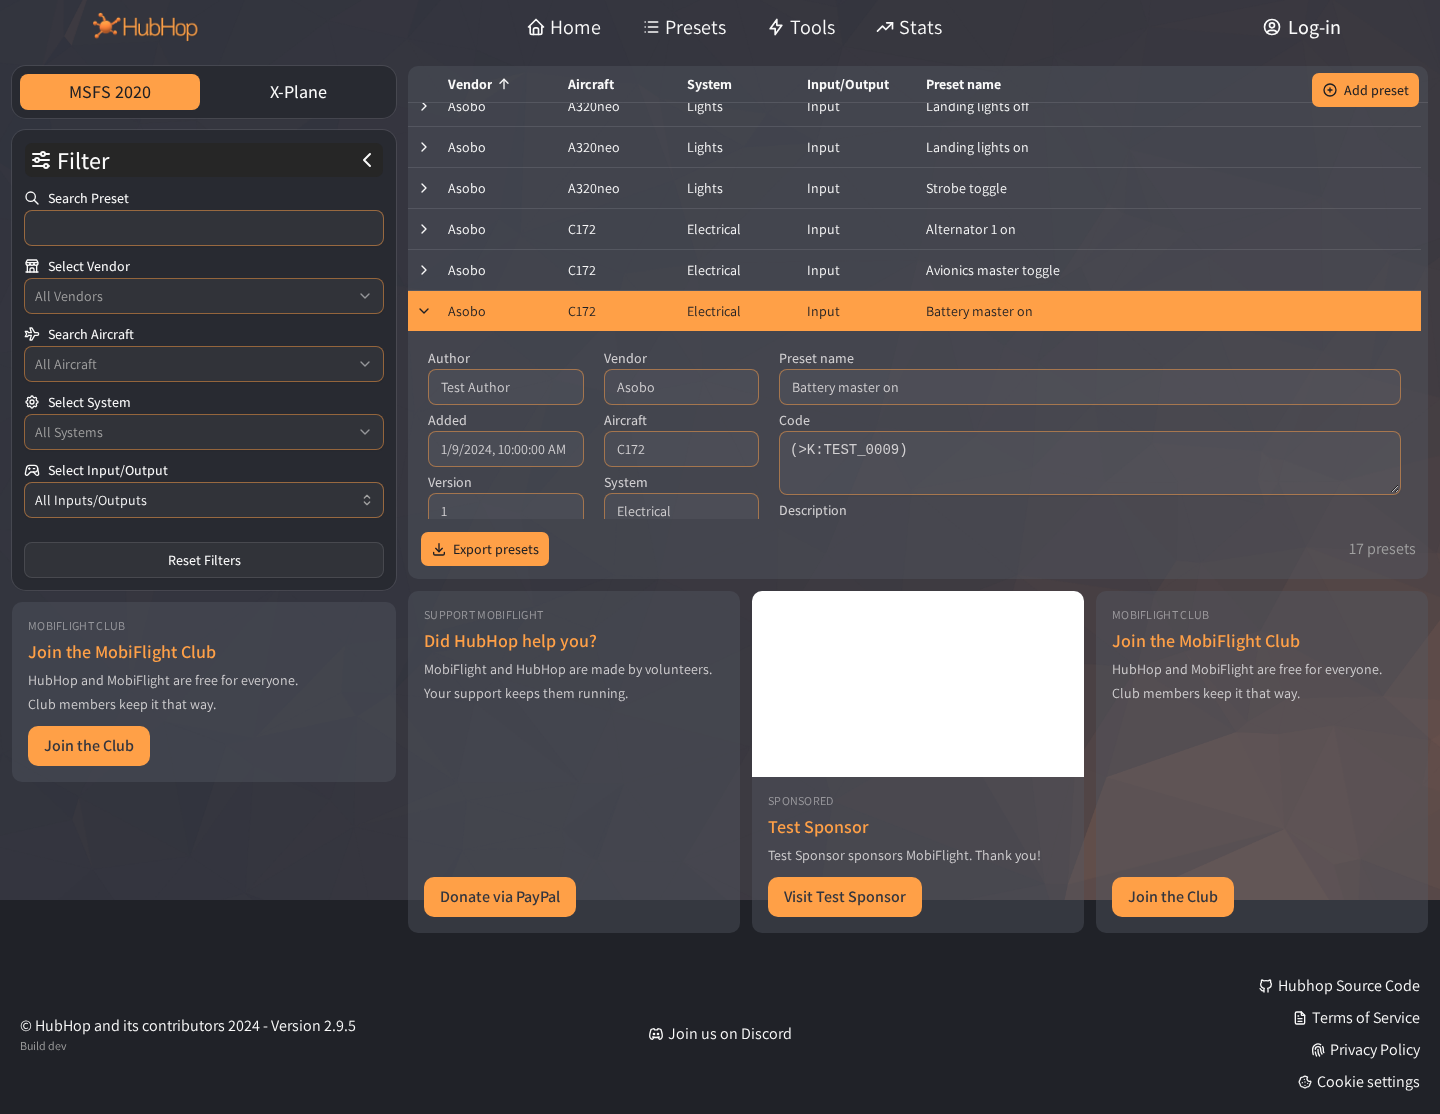 HubHop
Home
Presets
Tools
Stats
Log-in
MSFS 2020
X-Plane
Filter
Search Preset
Select Vendor
All Vendors
Search Aircraft
All Aircraft
Select System
All Systems
Select Input/Output
All Inputs/Outputs
Reset Filters
MOBIFLIGHT CLUB
Join the MobiFlight Club
HubHop and MobiFlight are free for everyone.
Club members keep it that way.
Join the Club
Vendor Aircraft System Input/Output Preset name
Add preset
Asobo A320neo Lights Input Landing lights off
Asobo A320neo Lights Input Landing lights on
Asobo A320neo Lights Input Strobe toggle
Asobo C172 Electrical Input Alternator 1 on
Asobo C172 Electrical Input Avionics master toggle
Asobo C172 Electrical Input Battery master on
Author Vendor Preset name
Test Author Asobo Battery master on
Added Aircraft Code
1/9/2024, 10:00:00 AM C172 (>K:TEST_0009)
Version System
1 Electrical Description
Export presets
17 presets
SUPPORT MOBIFLIGHT
Did HubHop help you?
MobiFlight and HubHop are made by volunteers.
Your support keeps them running.
Donate via PayPal
SPONSORED
Test Sponsor
Test Sponsor sponsors MobiFlight. Thank you!
Visit Test Sponsor
MOBIFLIGHT CLUB
Join the MobiFlight Club
HubHop and MobiFlight are free for everyone.
Club members keep it that way.
Join the Club
© HubHop and its contributors 2024 - Version 2.9.5
Build dev
Join us on Discord
Hubhop Source Code
Terms of Service
Privacy Policy
Cookie settings